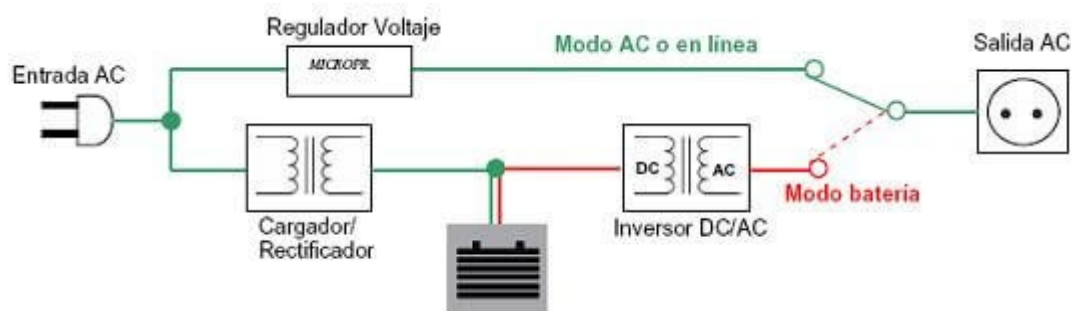 Regulador Voltaje
Modo AC o en línea
Salida AC
Entrada AC
DC
AC
Modo batería
Cargador/
Rectificador
Inversor DC/AC